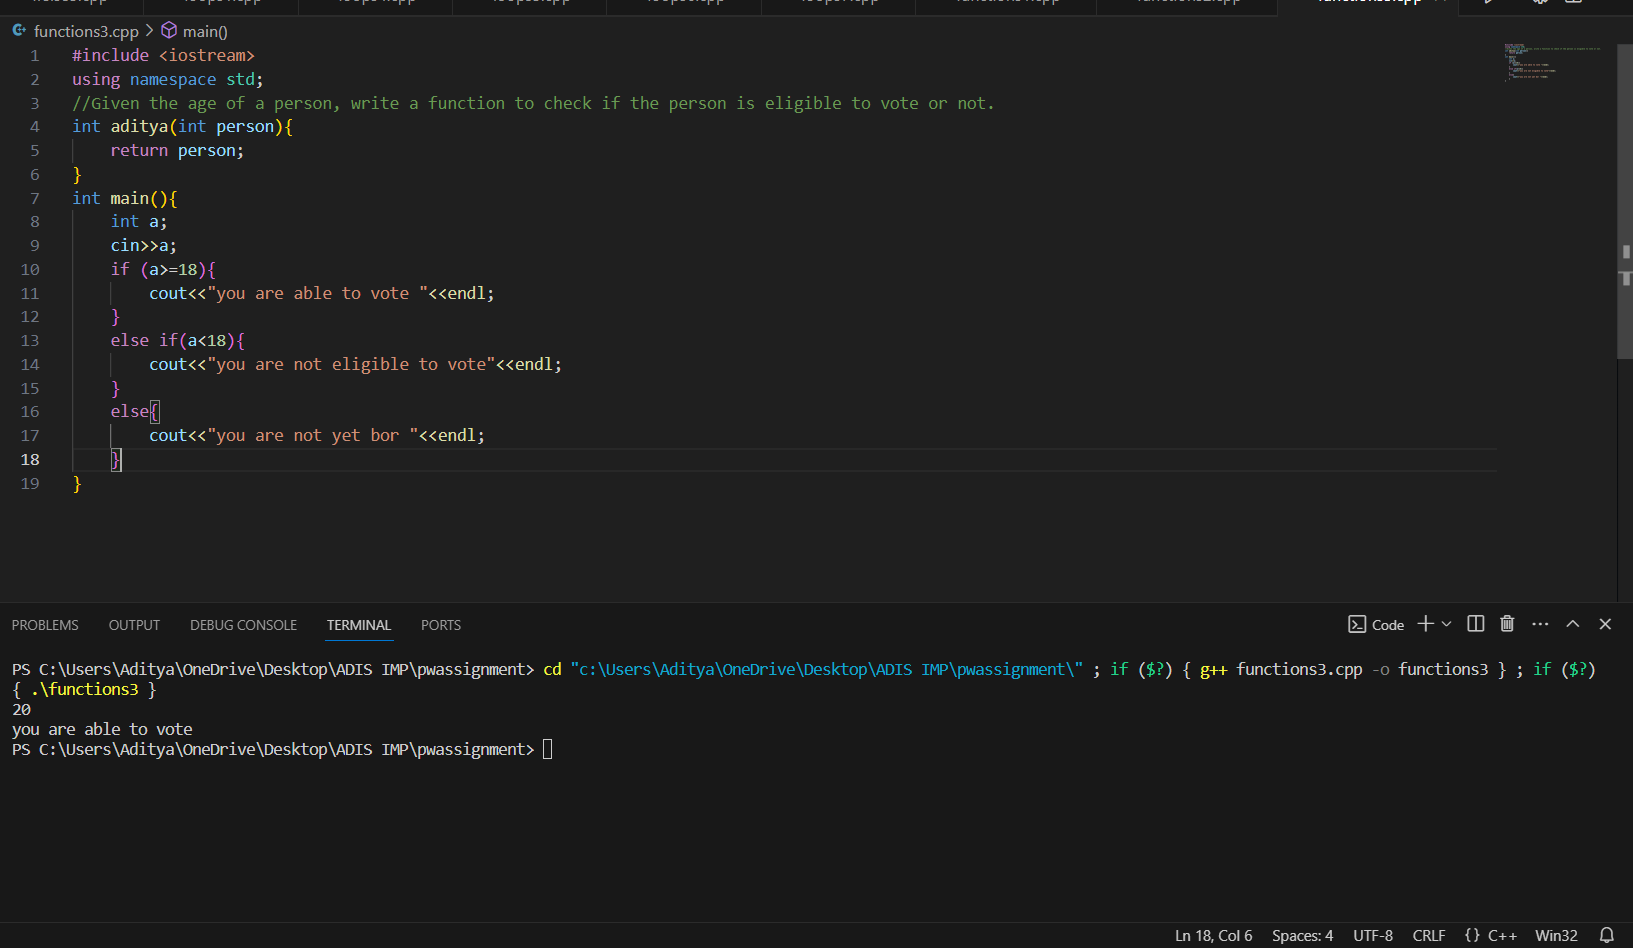 functions3.cpp > main()
1 #include <iostream>
2 using namespace std;
3 //Given the age of a person, write a function to check if the person is eligible to vote or not.
4 int aditya(int person){
5 return person;
6 }
7 int main(){
8 int a;
9 cin>>a;
10 if (a>=18){
11 cout<<"you are able to vote "<<endl;
12 }
13 else if(a<18){
14 cout<<"you are not eligible to vote"<<endl;
15 }
16 else{
17 cout<<"you are not yet bor "<<endl;
18 }
19 }
PROBLEMS OUTPUT DEBUG CONSOLE TERMINAL PORTS Code
PS C:\Users\Aditya\OneDrive\Desktop\ADIS IMP\pwassignment> cd "c:\Users\Aditya\OneDrive\Desktop\ADIS IMP\pwassignment\" ; if ($?) { g++ functions3.cpp -o functions3 } ; if ($?)
{ .\functions3 }
20
you are able to vote
PS C:\Users\Aditya\OneDrive\Desktop\ADIS IMP\pwassignment>
Ln 18, Col 6 Spaces: 4 UTF-8 CRLF {} C++ Win32